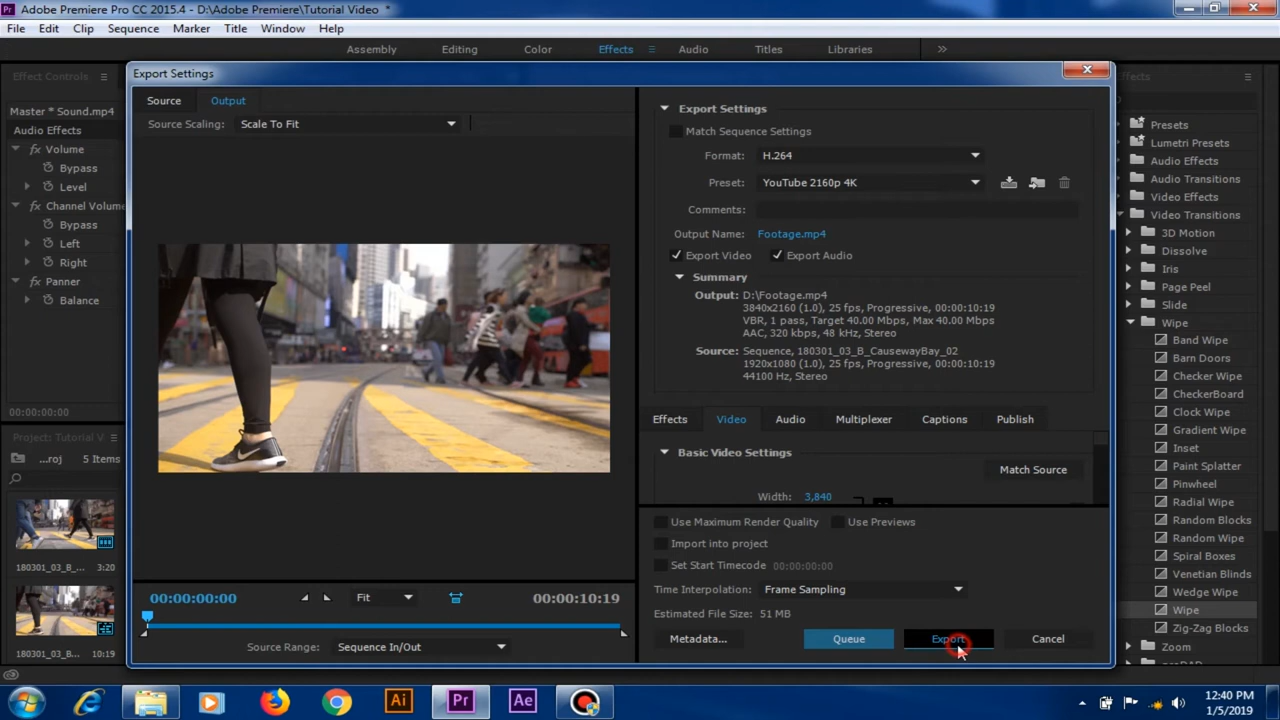 Pr Adobe Premiere Pro CC 2015.4 - D:\Adobe Premiere\Tutorial Video *
File Edit Clip Sequence Marker Title Window Help
Assembly Editing Color Effects Audio Titles Libraries
Effect Controls
Master * Sound.mp4
Audio Effects
fx Volume
Bypass
Level
fx Channel Volume
Bypass
Left
Right
fx Panner
Balance
00:00:00:00
Project: Tutorial V
...roj 5 Items
180301_03_B_... 3:20
180301_03_B_... 10:19
Export Settings
Source Output
Source Scaling: Scale To Fit
00:00:00:00 Fit 00:00:10:19
Source Range: Sequence In/Out
Export Settings
Match Sequence Settings
Format: H.264
Preset: YouTube 2160p 4K
Comments:
Output Name: Footage.mp4
Export Video Export Audio
Summary
Output: D:\Footage.mp4
3840x2160 (1.0), 25 fps, Progressive, 00:00:10:19
VBR, 1 pass, Target 40.00 Mbps, Max 40.00 Mbps
AAC, 320 kbps, 48 kHz, Stereo
Source: Sequence, 180301_03_B_CausewayBay_02
1920x1080 (1.0), 25 fps, Progressive, 00:00:10:19
44100 Hz, Stereo
Effects Video Audio Multiplexer Captions Publish
Basic Video Settings
Match Source
Width: 3,840
Use Maximum Render Quality Use Previews
Import into project
Set Start Timecode 00:00:00:00
Time Interpolation: Frame Sampling
Estimated File Size: 51 MB
Metadata... Queue Export Cancel
Presets
Lumetri Presets
Audio Effects
Audio Transitions
Video Effects
Video Transitions
3D Motion
Dissolve
Iris
Page Peel
Slide
Wipe
Band Wipe
Barn Doors
Checker Wipe
CheckerBoard
Clock Wipe
Gradient Wipe
Inset
Paint Splatter
Pinwheel
Radial Wipe
Random Blocks
Random Wipe
Spiral Boxes
Venetian Blinds
Wedge Wipe
Wipe
Zig-Zag Blocks
Zoom
Ai Pr Ae
12:40 PM
1/5/2019